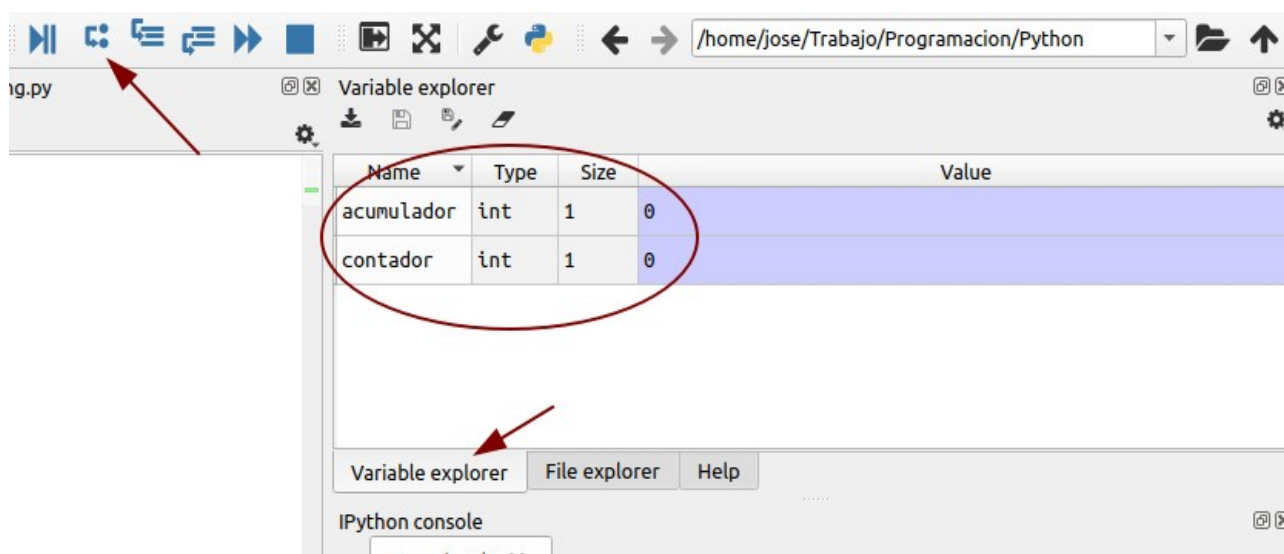 /home/jose/Trabajo/Programacion/Python
ng.py
Variable explorer
Name Type Size Value
acumulador int 1 0
contador int 1 0
Variable explorer File explorer Help
IPython console